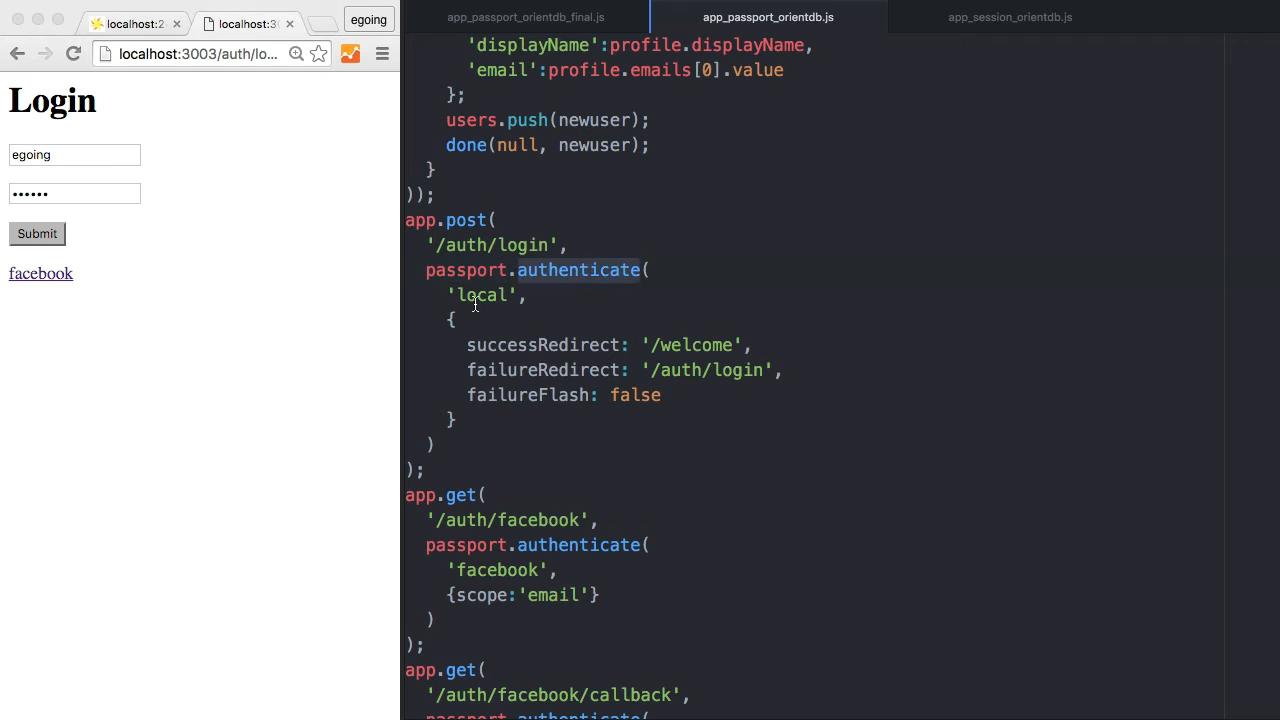 localhost:2
localhost:30
egoing
localhost:3003/auth/lo...
Login
egoing
••••••
Submit
facebook
app_passport_orientdb_final.js
app_passport_orientdb.js
app_session_orientdb.js
'displayName':profile.displayName,
'email':profile.emails[0].value
};
users.push(newuser);
done(null, newuser);
}
));
app.post(
'/auth/login',
passport.authenticate(
'local',
{
successRedirect: '/welcome',
failureRedirect: '/auth/login',
failureFlash: false
}
)
);
app.get(
'/auth/facebook',
passport.authenticate(
'facebook',
{scope:'email'}
)
);
app.get(
'/auth/facebook/callback',
passport.authenticate(